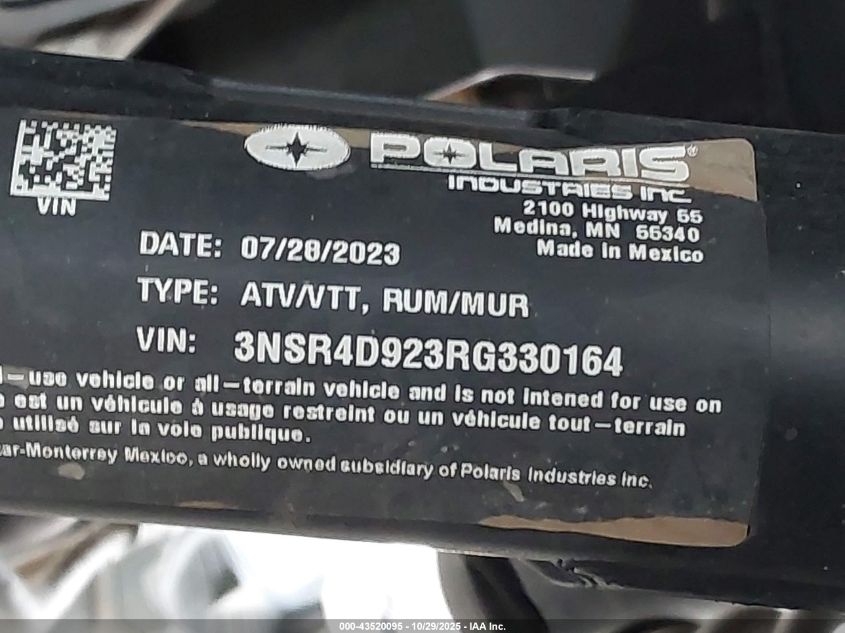 VIN
POLARIS®
INDUSTRIES INC
2100 Highway 55
Medina, MN 55340
Made in Mexico
DATE: 07/28/2023
TYPE: ATV/VTT, RUM/MUR
VIN: 3NSR4D923RG330164
-use vehicle or all-terrain vehicle and is not intened for use on
est un véhicule à usage restreint ou un véhicule tout-terrain
utilisé sur la voie publique.
ar-Monterrey Mexico, a wholly owned subsidiary of Polaris Industries Inc.
000-43520095 - 10/29/2025 - IAA Inc.